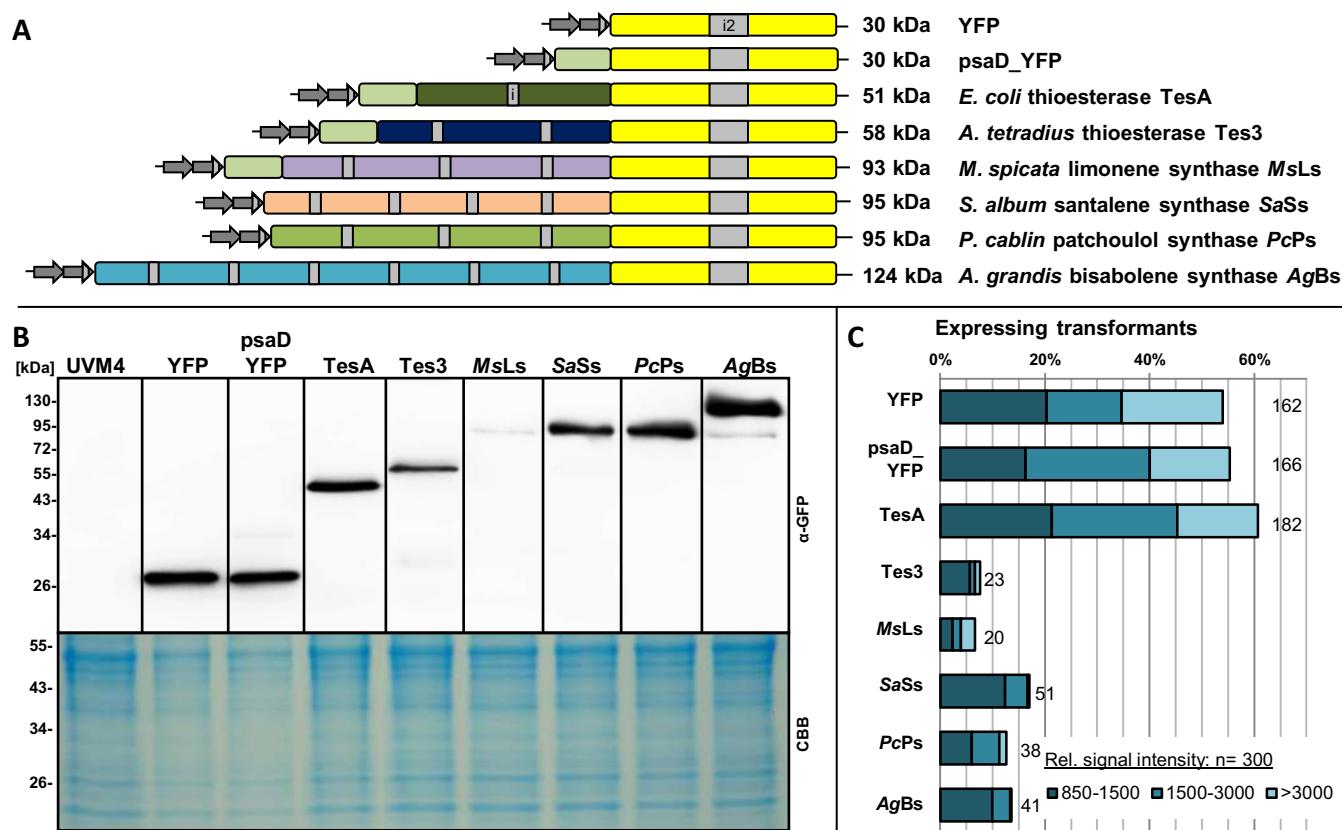 A
i2
30 kDa YFP
30 kDa psaD_YFP
i
51 kDa E. coli thioesterase TesA
58 kDa A. tetradius thioesterase Tes3
93 kDa M. spicata limonene synthase MsLs
95 kDa S. album santalene synthase SaSs
95 kDa P. cablin patchoulol synthase PcPs
124 kDa A. grandis bisabolene synthase AgBs
B
psaD
[kDa] UVM4 YFP YFP TesA Tes3 MsLs SaSs PcPs AgBs
130-
95-
72-
55-
43-
34-
26-
α-GFP
55-
43-
34-
26-
CBB
C
Expressing transformants
0% 20% 40% 60%
YFP 162
psaD_
YFP 166
TesA 182
Tes3 23
MsLs 20
SaSs 51
PcPs 38
AgBs 41
Rel. signal intensity: n= 300
850-1500 1500-3000 >3000